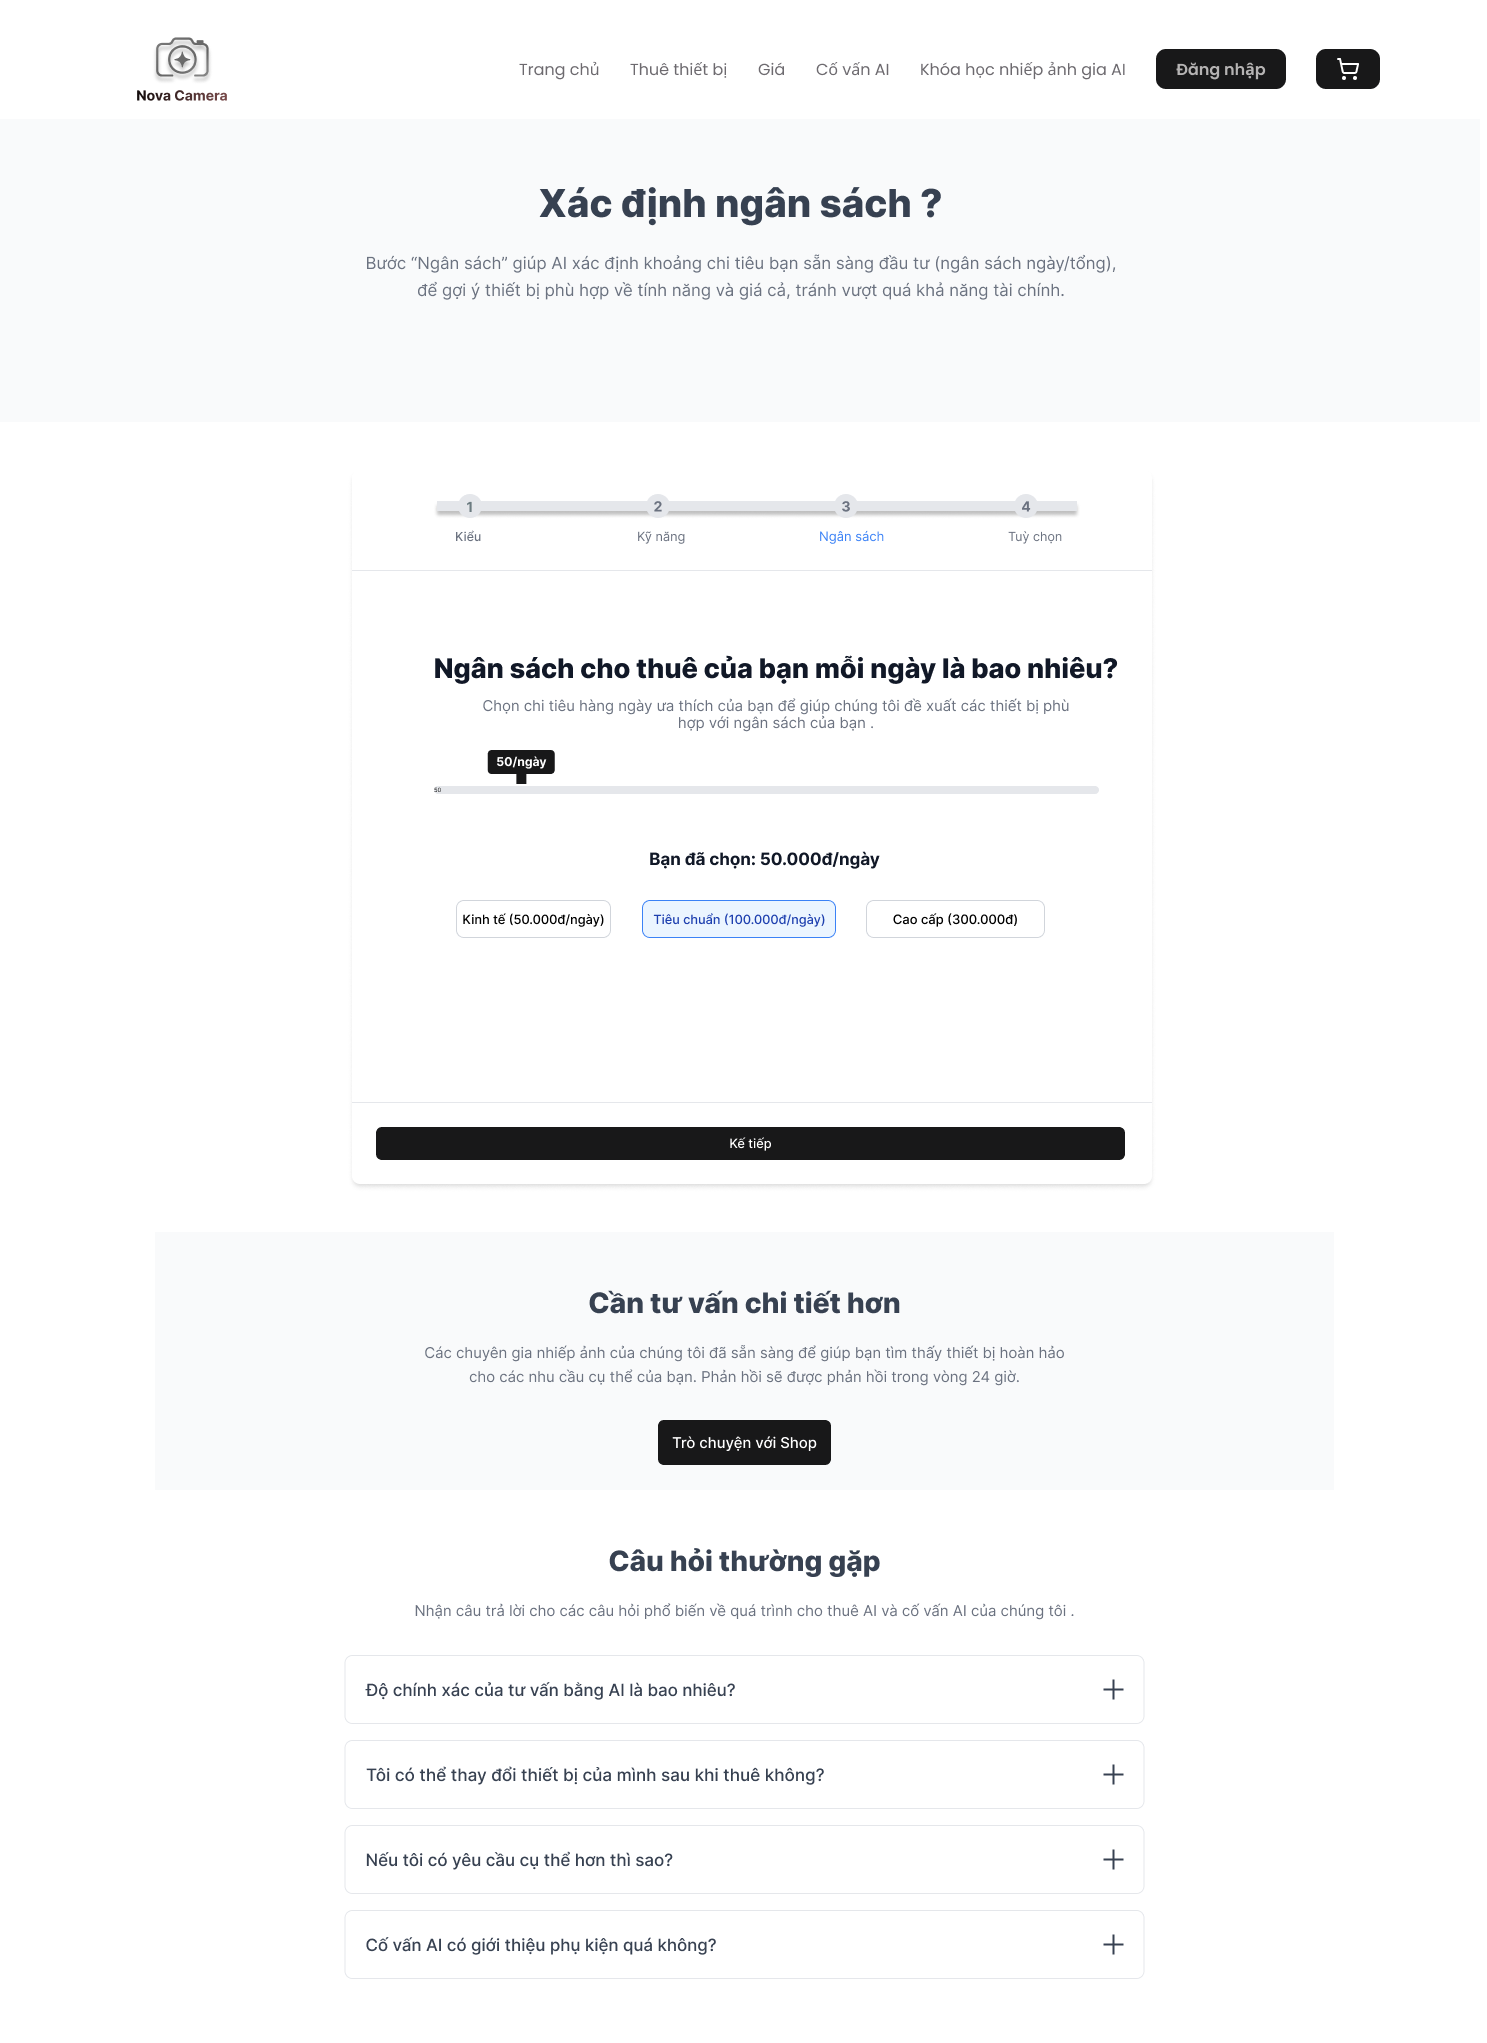 Nova Camera
Trang chủ
Thuê thiết bị
Giá
Cố vấn AI
Khóa học nhiếp ảnh gia AI
Đăng nhập
Xác định ngân sách ?
Bước “Ngân sách” giúp AI xác định khoảng chi tiêu bạn sẵn sàng đầu tư (ngân sách ngày/tổng),
để gợi ý thiết bị phù hợp về tính năng và giá cả, tránh vượt quá khả năng tài chính.
1
2
3
4
Kiểu
Kỹ năng
Ngân sách
Tuỳ chọn
Ngân sách cho thuê của bạn mỗi ngày là bao nhiêu?
Chọn chi tiêu hàng ngày ưa thích của bạn để giúp chúng tôi đề xuất các thiết bị phù
hợp với ngân sách của bạn .
50/ngày
50
Bạn đã chọn: 50.000đ/ngày
Kinh tế (50.000đ/ngày)
Tiêu chuẩn (100.000đ/ngày)
Cao cấp (300.000đ)
Kế tiếp
Cần tư vấn chi tiết hơn
Các chuyên gia nhiếp ảnh của chúng tôi đã sẵn sàng để giúp bạn tìm thấy thiết bị hoàn hảo
cho các nhu cầu cụ thể của bạn. Phản hồi sẽ được phản hồi trong vòng 24 giờ.
Trò chuyện với Shop
Câu hỏi thường gặp
Nhận câu trả lời cho các câu hỏi phổ biến về quá trình cho thuê AI và cố vấn AI của chúng tôi .
Độ chính xác của tư vấn bằng AI là bao nhiêu?
Tôi có thể thay đổi thiết bị của mình sau khi thuê không?
Nếu tôi có yêu cầu cụ thể hơn thì sao?
Cố vấn AI có giới thiệu phụ kiện quá không?